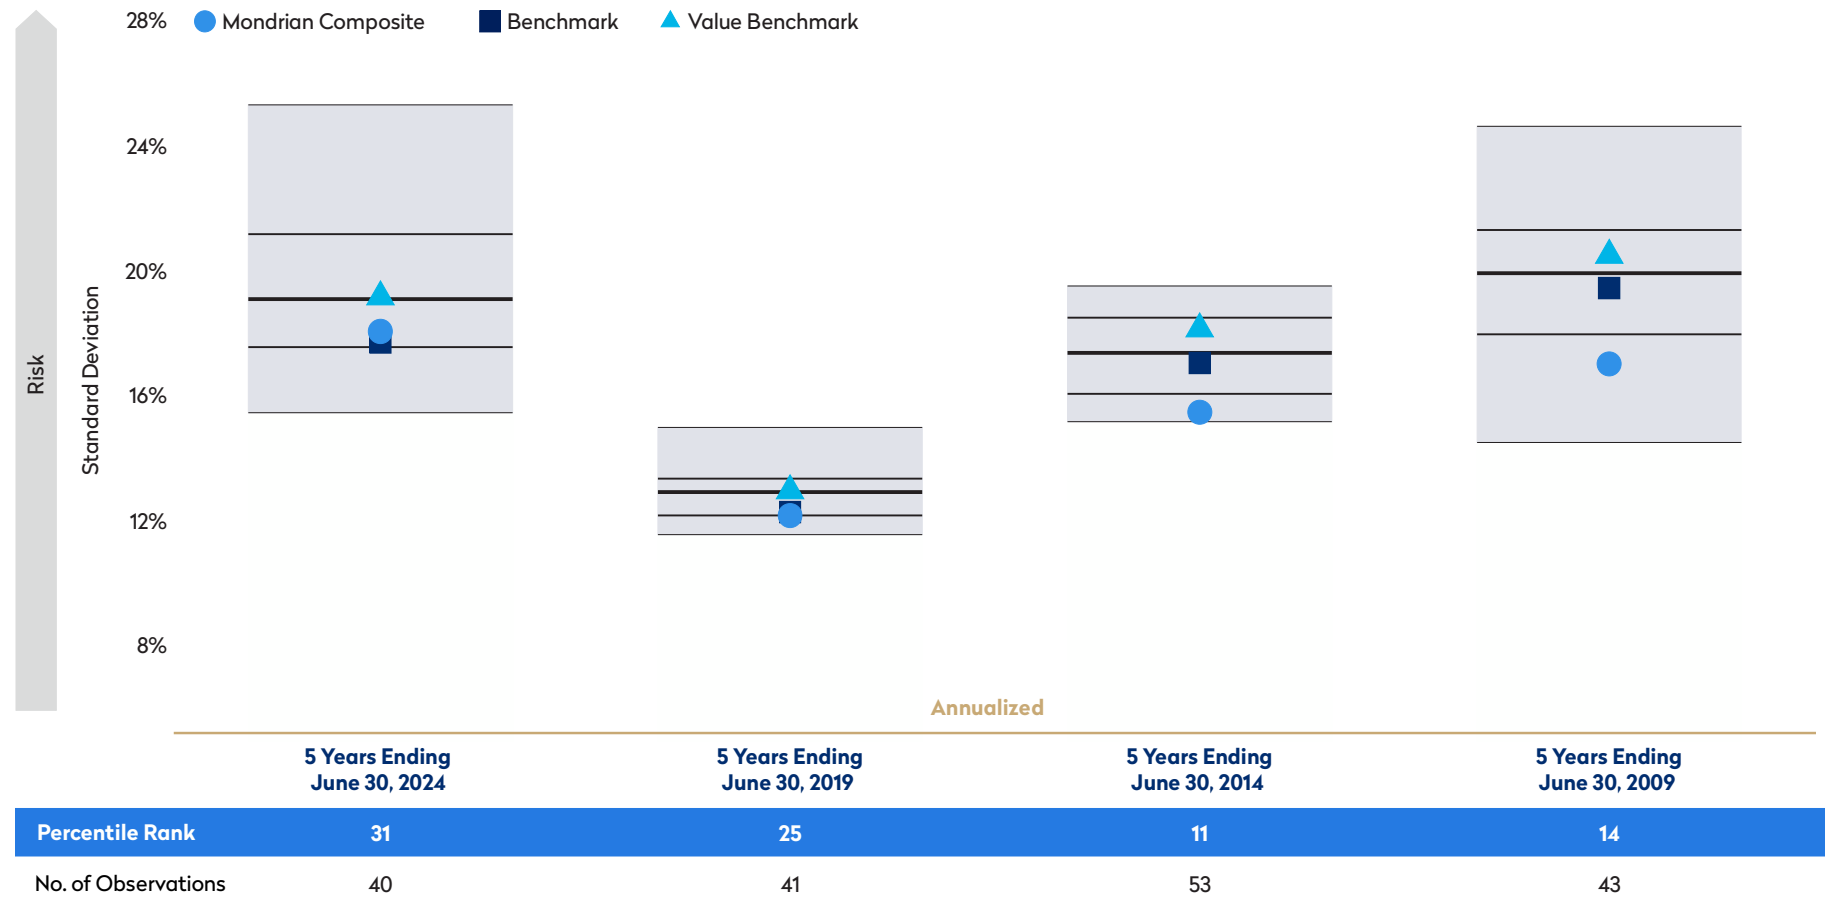 28%
Mondrian Composite
Benchmark
Value Benchmark
24%
20%
16%
12%
8%
Risk
Standard Deviation
Annualized
5 Years Ending
June 30, 2024
5 Years Ending
June 30, 2019
5 Years Ending
June 30, 2014
5 Years Ending
June 30, 2009
Percentile Rank 31 25 11 14
No. of Observations 40 41 53 43